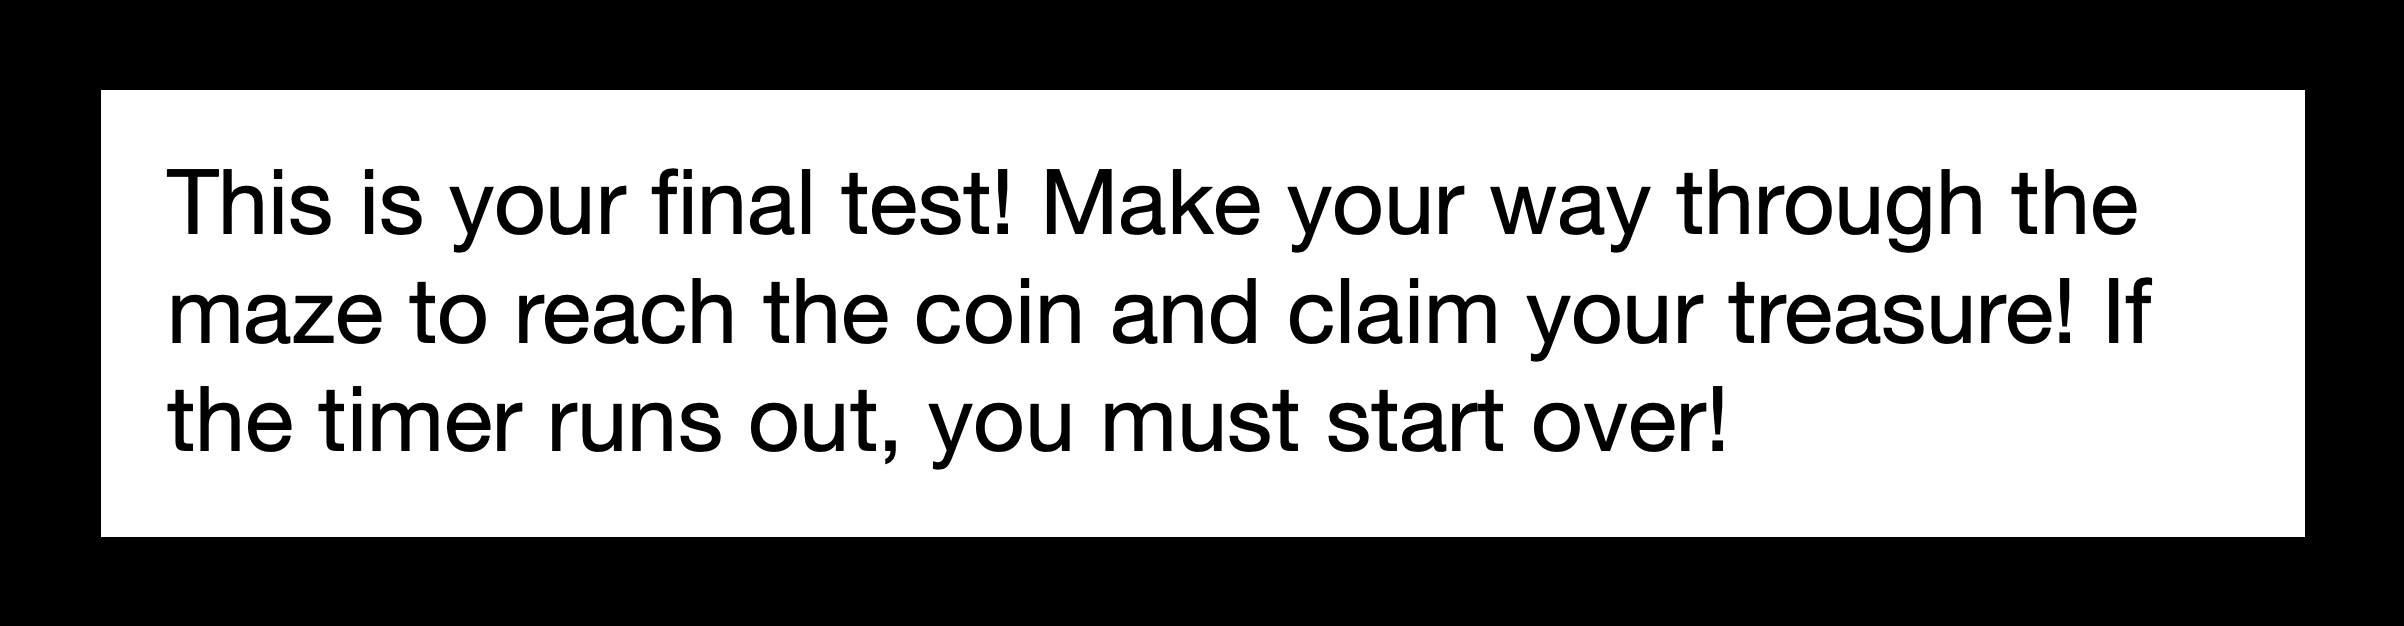 This is your final test! Make your way through the
maze to reach the coin and claim your treasure! If
the timer runs out, you must start over!